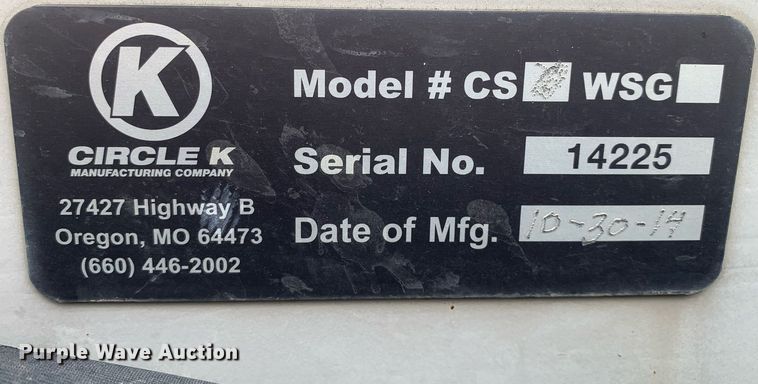 K
CIRCLE K
MANUFACTURING COMPANY
27427 Highway B
Oregon, MO 64473
(660) 446-2002
Model # CS WSG
Serial No. 14225
Date of Mfg. 10-30-14
Purple Wave Auction